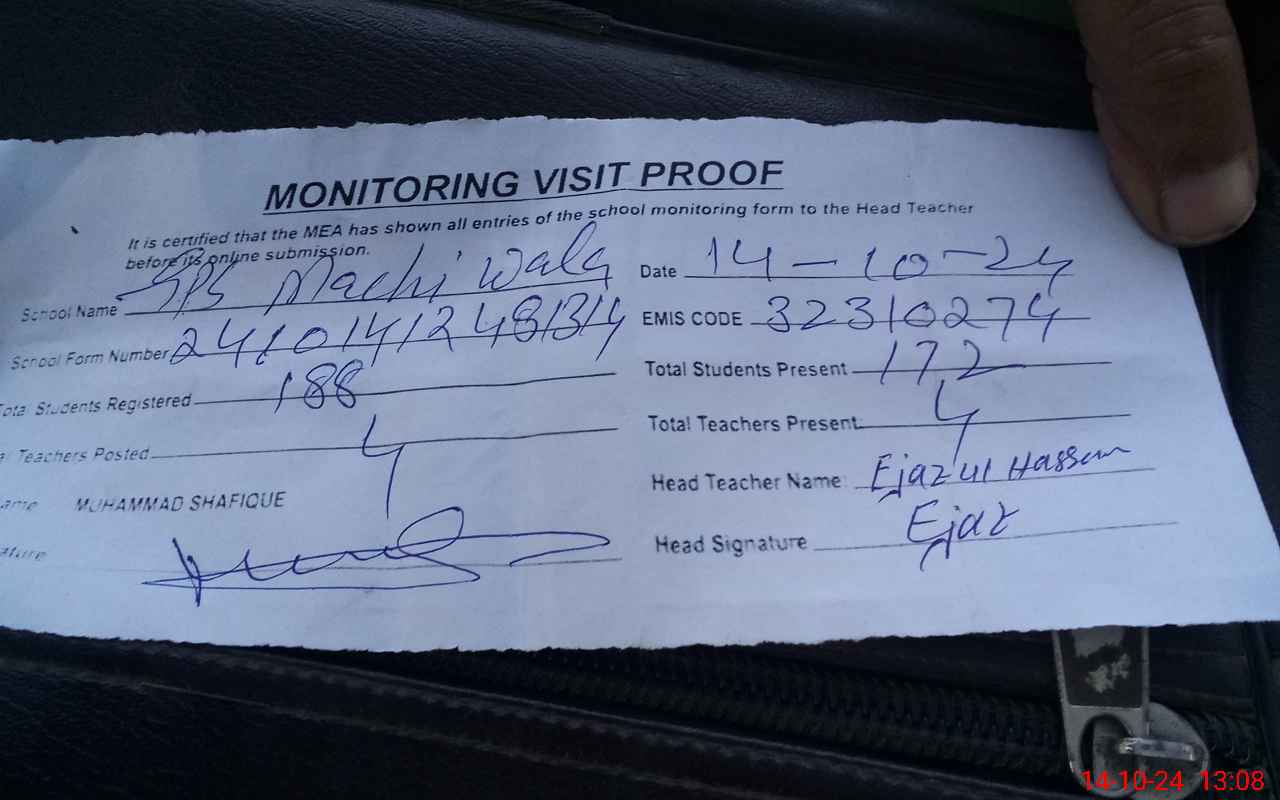 MONITORING VISIT PROOF
It is certified that the MEA has shown all entries of the school monitoring form to the Head Teacher
before its online submission.
School Name GPS Machi Wala
Date 14-10-24
School Form Number 24101412481314
EMIS CODE 32310274
Total Students Registered 188
Total Students Present 172
Teachers Posted 4
Total Teachers Present: 4
ame MUHAMMAD SHAFIQUE
Head Teacher Name: Ejaz ul Hassan
ature
Head Signature Ejaz
14-10-24 13:08